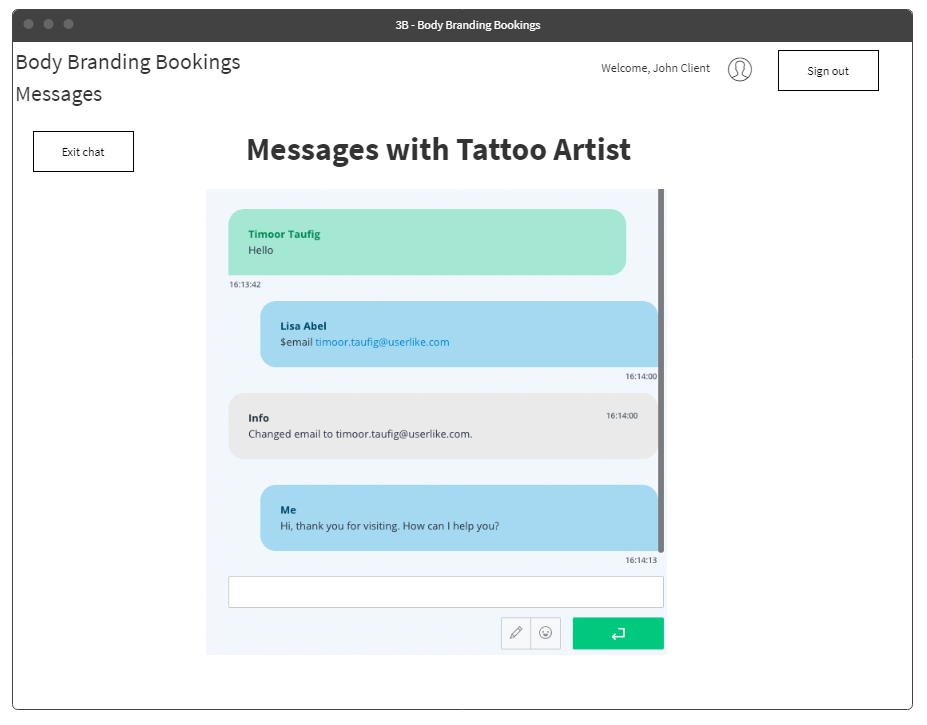 3B - Body Branding Bookings
Body Branding Bookings
Welcome, John Client
Sign out
Messages
Exit chat
Messages with Tattoo Artist
Timoor Taufig
Hello
16:13:42
Lisa Abel
$email timoor.taufig@userlike.com
16:14:00
Info
16:14:00
Changed email to timoor.taufig@userlike.com.
Me
Hi, thank you for visiting. How can I help you?
16:14:13